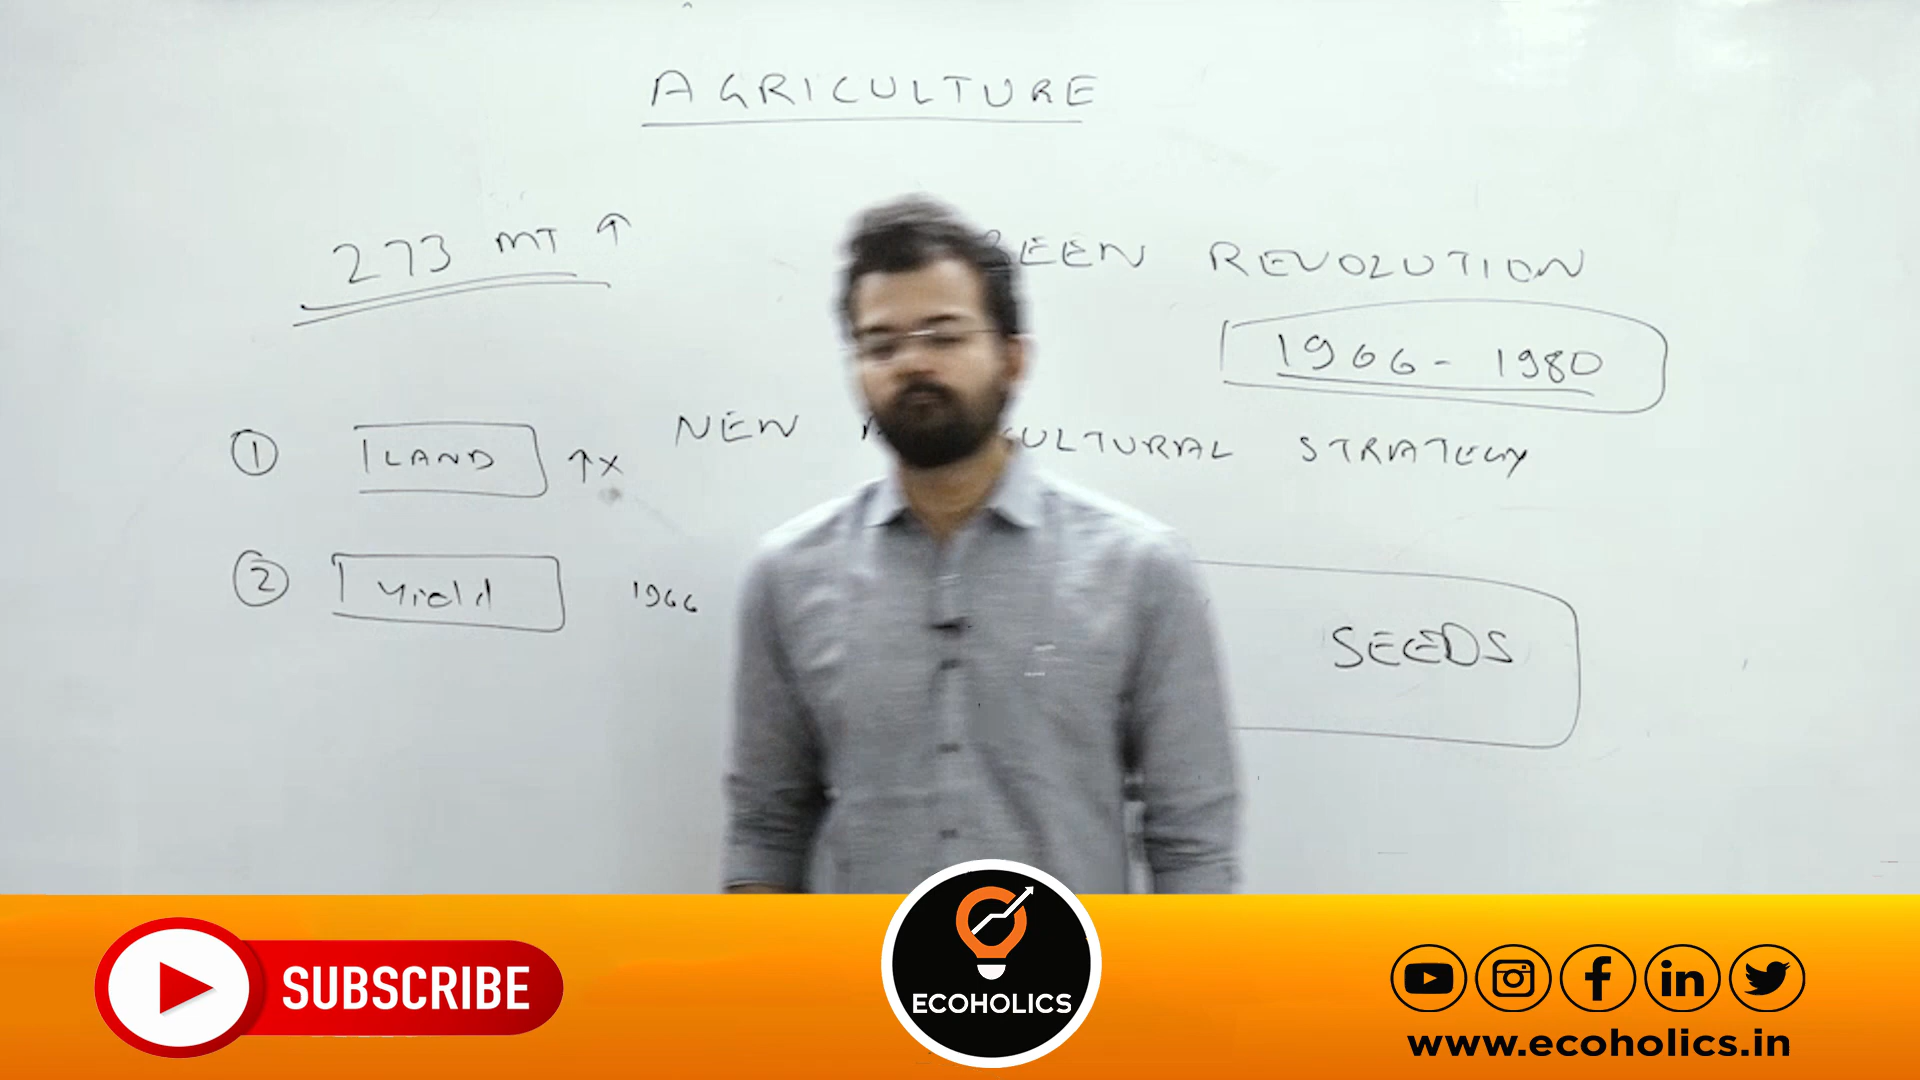 AGRICULTURE
273 MT ↑
REEN REVOLUTION
1966 - 1980
① LAND ↑X
NEW A ULTURAL STRATEGY
② Yield 1966
SEEDS
SUBSCRIBE
ECOHOLICS
www.ecoholics.in